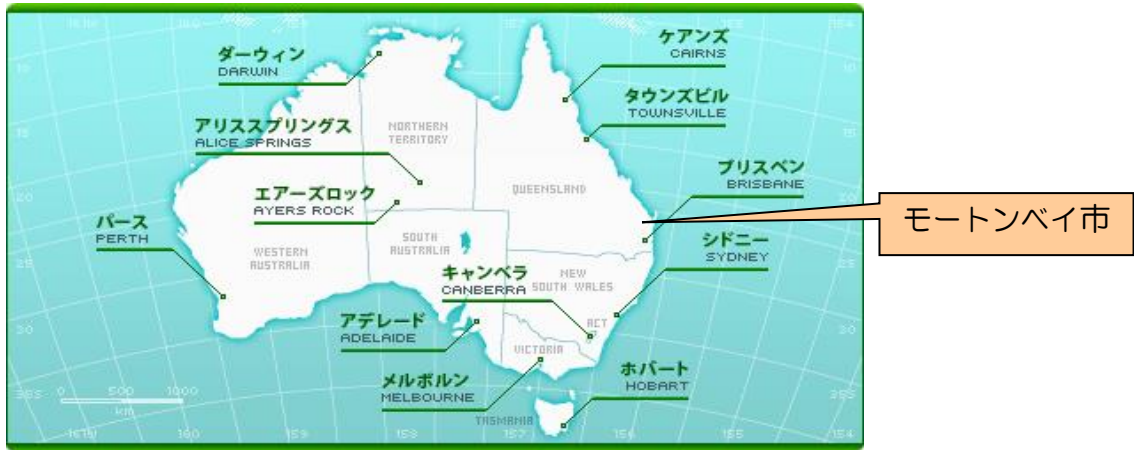 ダーウィン
DARWIN
ケアンズ
CAIRNS
タウンズビル
TOWNSVILLE
アリススプリングス
ALICE SPRINGS
NORTHERN
TERRITORY
エアーズロック
AYERS ROCK
QUEENSLAND
ブリスベン
BRISBANE
モートンベイ市
パース
PERTH
WESTERN
AUSTRALIA
SOUTH
AUSTRALIA
シドニー
SYDNEY
キャンベラ
CANBERRA
NEW
SOUTH WALES
ACT
アデレード
ADELAIDE
VICTORIA
メルボルン
MELBOURNE
ホバート
HOBART
TASMANIA
0 500 1000
km